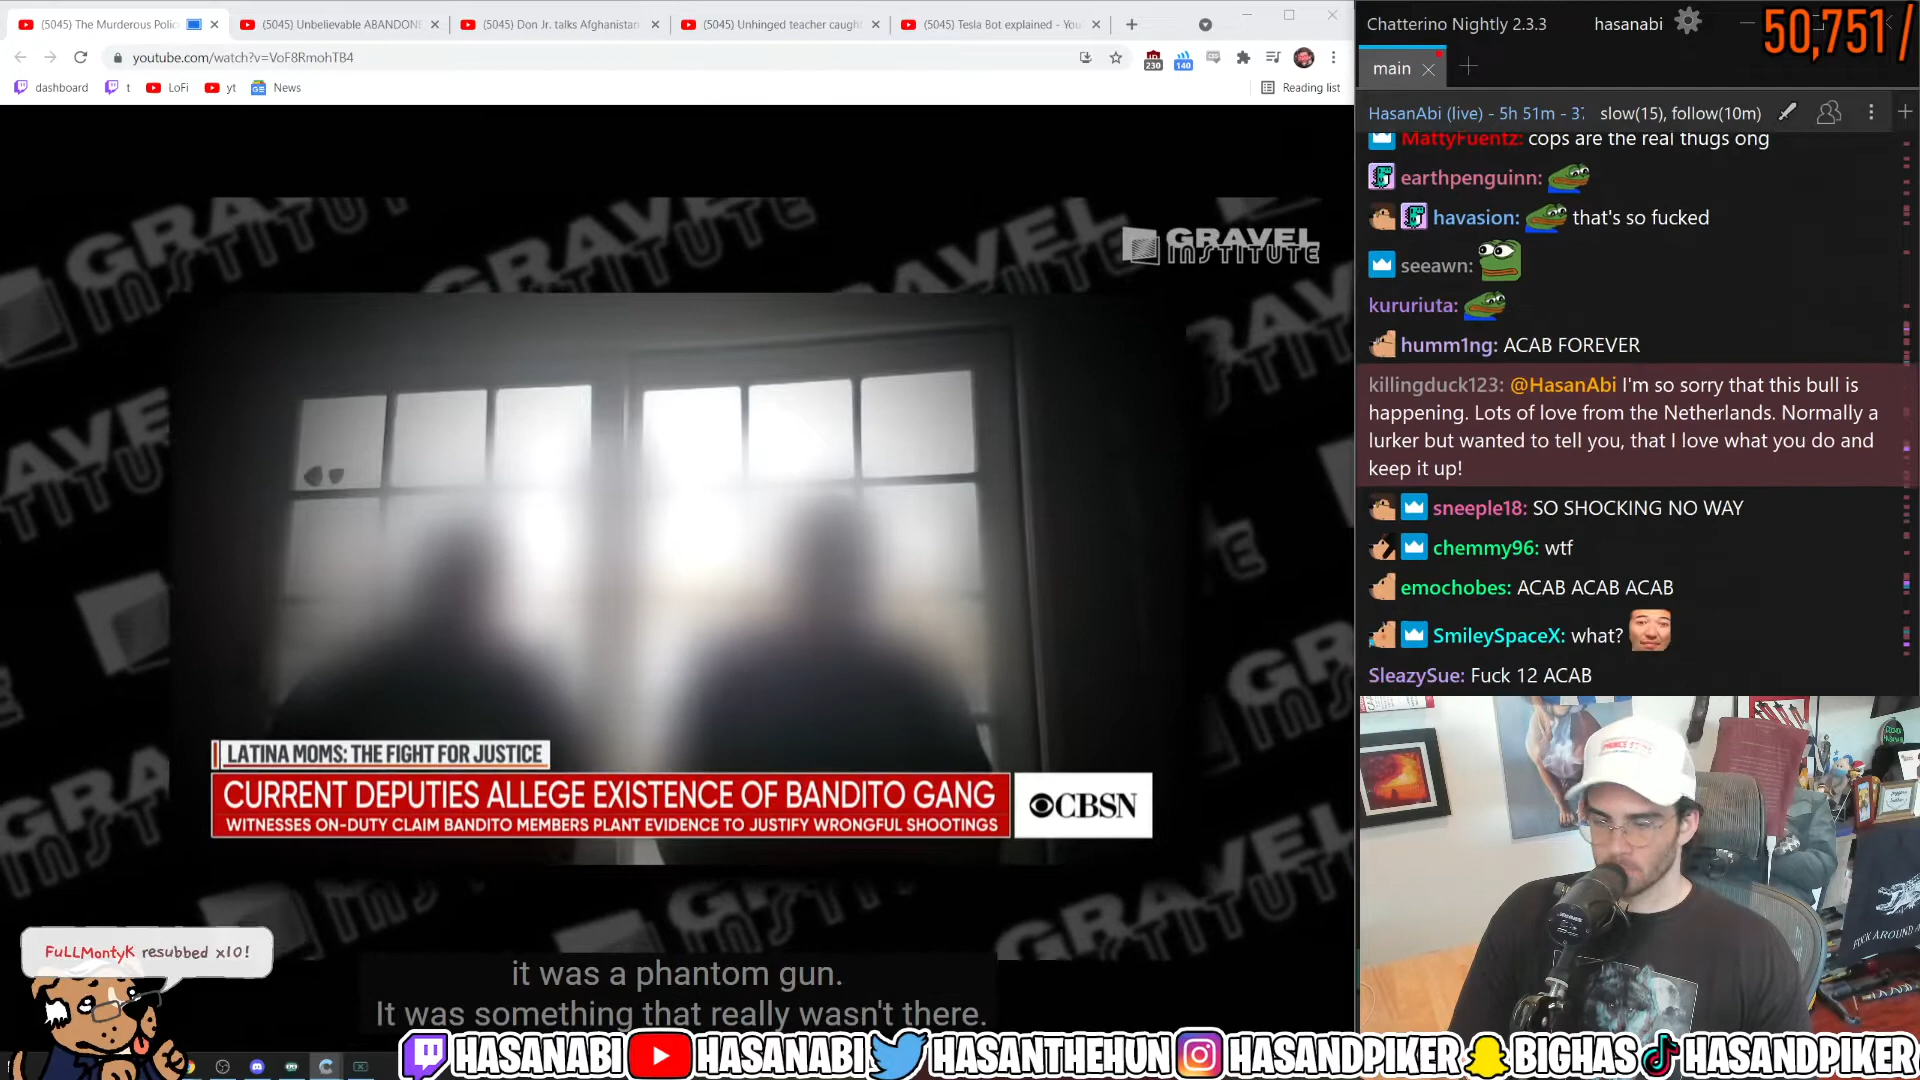 (5045) The Murderous Polic
(5045) Unbelievable ABANDONE
(5045) Don Jr. talks Afghanistan
(5045) Unhinged teacher caught
(5045) Tesla Bot explained - You
youtube.com/watch?v=VoF8RmohTB4
230
140
dashboard
t
LoFi
yt
News
Reading list
GRAVEL
INSTITUTE
LATINA MOMS: THE FIGHT FOR JUSTICE
CURRENT DEPUTIES ALLEGE EXISTENCE OF BANDITO GANG
WITNESSES ON-DUTY CLAIM BANDITO MEMBERS PLANT EVIDENCE TO JUSTIFY WRONGFUL SHOOTINGS
CBSN
it was a phantom gun.
It was something that really wasn't there.
FuLLMontyK resubbed x10!
Chatterino Nightly 2.3.3
hasanabi
50,751 /
main
HasanAbi (live) - 5h 51m - 37
slow(15), follow(10m)
MattyFuentz: cops are the real thugs ong
earthpenguinn:
havasion: that's so fucked
seeawn:
kururiuta:
humm1ng: ACAB FOREVER
killingduck123: @HasanAbi I'm so sorry that this bull is
happening. Lots of love from the Netherlands. Normally a
lurker but wanted to tell you, that I love what you do and
keep it up!
sneeple18: SO SHOCKING NO WAY
chemmy96: wtf
emochobes: ACAB ACAB ACAB
SmileySpaceX: what?
SleazySue: Fuck 12 ACAB
HASANABI
HASANABI
HASANTHEHUN
HASANDPIKER
BIGHAS
HASANDPIKER